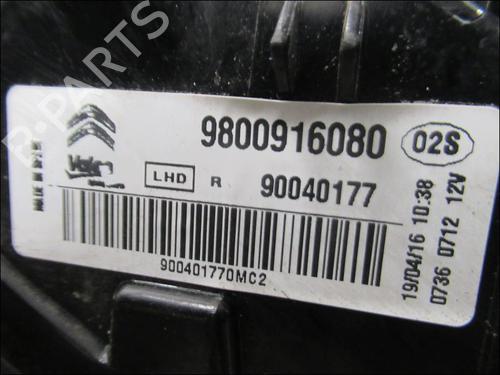 9800916080 02S
LHD R 90040177
900401770MC2
19/04/16 10:38
0736 0712 12V
MADE IN SPAIN
Valeo
R-PARTS